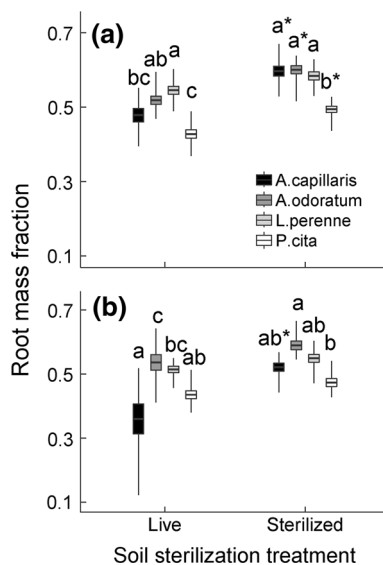 (a)
0.7
0.5
0.3
0.1
bc
ab
a
c
a*
a*
a
b*
A.capillaris
A.odoratum
L.perenne
P.cita
Root mass fraction
(b)
0.7
0.5
0.3
0.1
a
c
bc
ab
ab*
a
ab
b
Live
Sterilized
Soil sterilization treatment